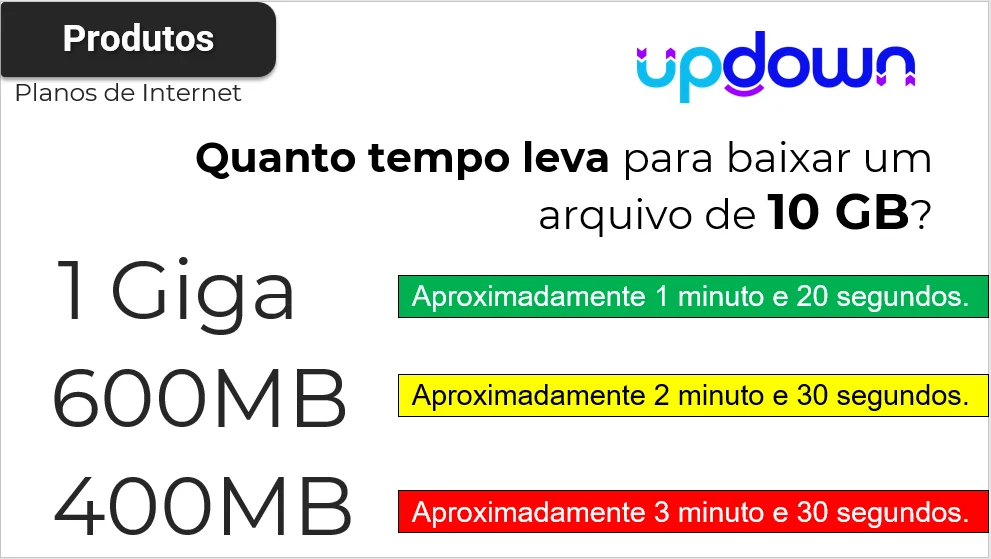 Produtos
Planos de Internet
updown
Quanto tempo leva para baixar um
arquivo de 10 GB?
1 Giga
Aproximadamente 1 minuto e 20 segundos.
600MB
Aproximadamente 2 minuto e 30 segundos.
400MB
Aproximadamente 3 minuto e 30 segundos.